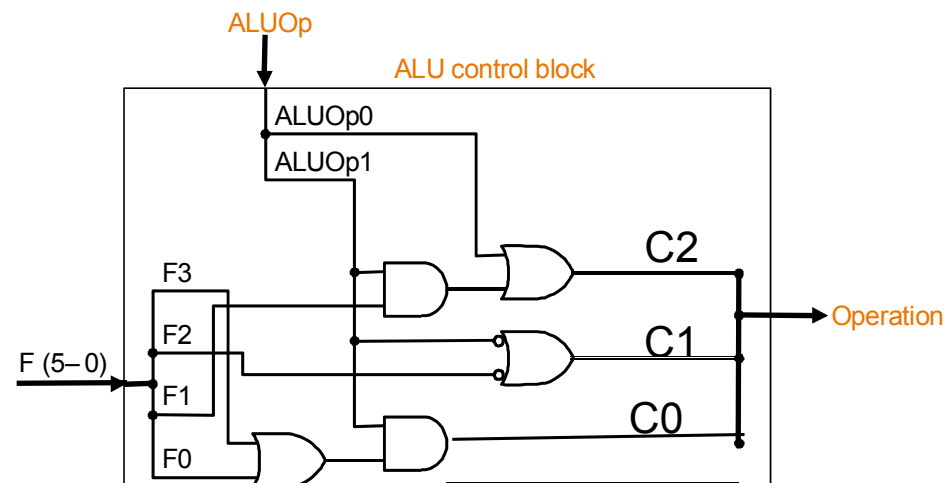 ALUOp
ALU control block
ALUOp0
ALUOp1
C2
F3
Operation
F2
C1
F (5–0)
F1
C0
F0